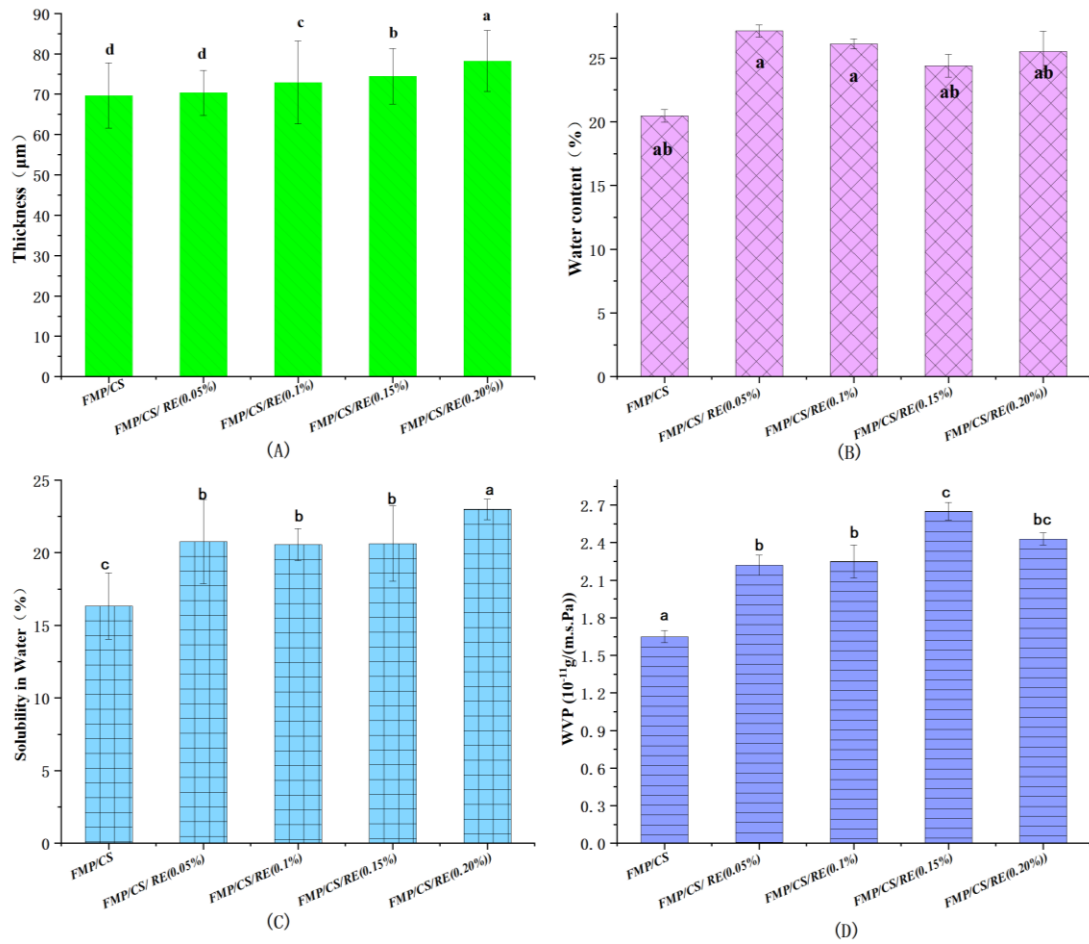 90
80
70
60
50
40
30
20
10
0
Thickness（μm）
d
d
c
b
a
FMP/CS
FMP/CS/ RE(0.05%)
FMP/CS/RE(0.1%)
FMP/CS/RE(0.15%)
FMP/CS/RE(0.20%))
(A)
25
20
15
10
5
0
Water content（%）
ab
a
a
ab
ab
FMP/CS
FMP/CS/ RE(0.05%)
FMP/CS/RE(0.1%)
FMP/CS/RE(0.15%)
FMP/CS/RE(0.20%))
(B)
25
20
15
10
5
0
Solubility in Water（%）
c
b
b
b
a
FMP/CS
FMP/CS/ RE(0.05%)
FMP/CS/RE(0.1%)
FMP/CS/RE(0.15%)
FMP/CS/RE(0.20%))
(C)
2.7
2.4
2.1
1.8
1.5
1.2
0.9
0.6
0.3
0.0
WVP (10⁻¹¹g/(m.s.Pa))
a
b
b
c
bc
FMP/CS
FMP/CS/ RE(0.05%)
FMP/CS/RE(0.1%)
FMP/CS/RE(0.15%)
FMP/CS/RE(0.20%))
(D)